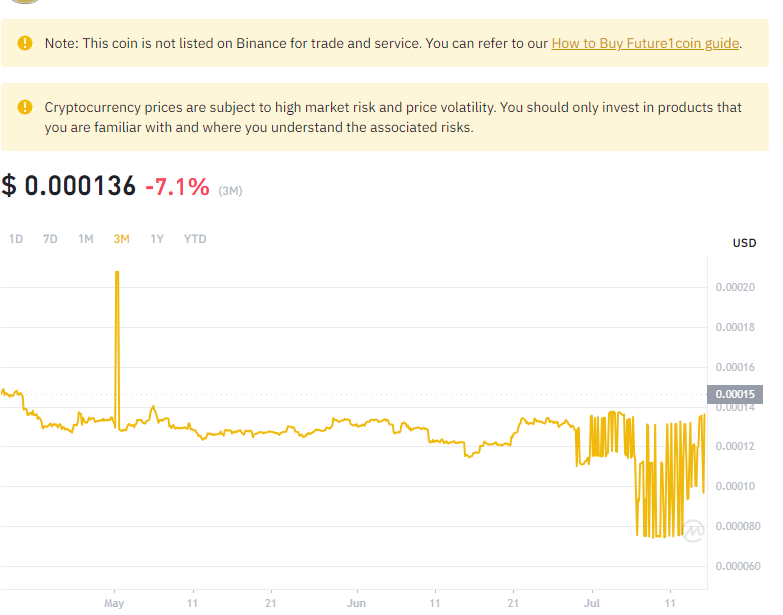 Note: This coin is not listed on Binance for trade and service. You can refer to our How to Buy Future1coin guide.
Cryptocurrency prices are subject to high market risk and price volatility. You should only invest in products that
you are familiar with and where you understand the associated risks.
$ 0.000136 -7.1% (3M)
1D 7D 1M 3M 1Y YTD
USD
0.00020
0.00018
0.00016
0.00015
0.00014
0.00012
0.00010
0.000080
0.000060
May 11 21 Jun 11 21 Jul 11